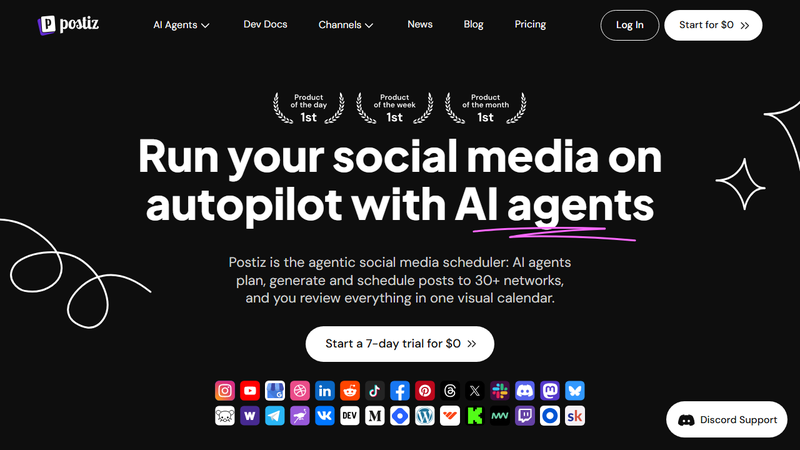 postiz
AI Agents
Dev Docs
Channels
News
Blog
Pricing
Log In
Start for $0
Product
of the day
1st
Product
of the week
1st
Product
of the month
1st
Run your social media on
autopilot with AI agents
Postiz is the agentic social media scheduler: AI agents
plan, generate and schedule posts to 30+ networks,
and you review everything in one visual calendar.
Start a 7-day trial for $0
DEV
Discord Support